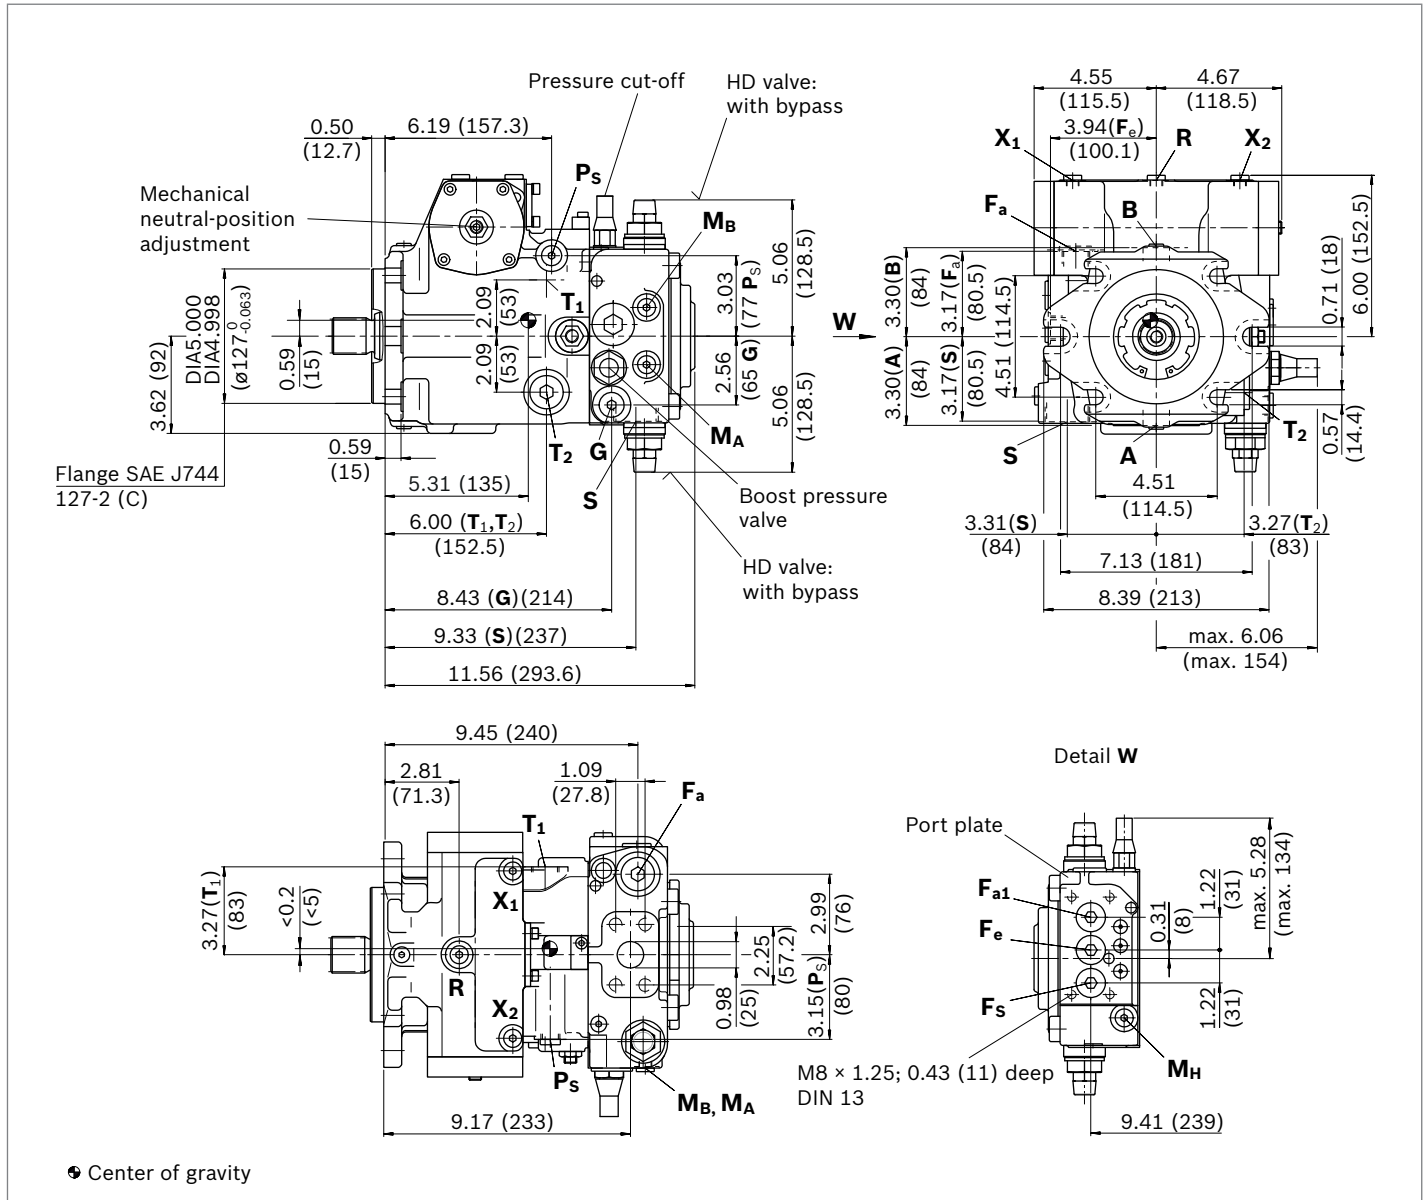 Pressure cut-off
HD valve:
with bypass
0.50
(12.7)
6.19 (157.3)
PS
MB
Mechanical
neutral-position
adjustment
T1
2.09
(53)
2.09
(53)
3.03
(77 PS)
5.06
(128.5)
2.56
(65 G)
5.06
(128.5)
DIA5.000
DIA4.998
(ø127 0 -0.063)
0.59
(15)
3.62 (92)
0.59
(15)
Flange SAE J744
127-2 (C)
T2
G
S
MA
Boost pressure
valve
HD valve:
with bypass
5.31 (135)
6.00 (T1,T2)
(152.5)
8.43 (G)(214)
9.33 (S)(237)
11.56 (293.6)
4.55
(115.5)
4.67
(118.5)
3.94(Fe)
(100.1)
X1
R
X2
Fa
B
W
3.30(B)
(84)
3.17(Fa)
(80.5)
3.30(A)
(84)
3.17(S)
(80.5)
4.51 (114.5)
0.71 (18)
6.00 (152.5)
0.57
(14.4)
T2
S
A
4.51
(114.5)
3.31(S)
(84)
3.27(T2)
(83)
7.13 (181)
8.39 (213)
max. 6.06
(max. 154)
9.45 (240)
2.81
(71.3)
1.09
(27.8)
Fa
T1
X1
R
X2
PS
3.27(T1)
(83)
<0.2
(<5)
2.99
(76)
2.25
(57.2)
0.98
(25)
3.15(PS)
(80)
MB, MA
9.17 (233)
Detail W
Port plate
Fa1
Fe
FS
0.31
(8)
1.22
(31)
max. 5.28
(max. 134)
1.22
(31)
M8 × 1.25; 0.43 (11) deep
DIN 13
MH
9.41 (239)
Center of gravity